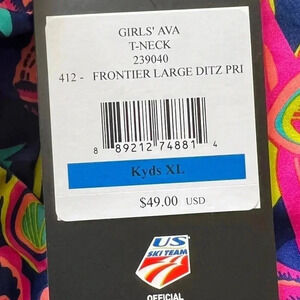 GIRLS' AVA
T-NECK
239040
412 - FRONTIER LARGE DITZ PRI
8 89212 74881 4
Kyds XL
$49.00 USD
US
SKI TEAM
OFFICIAL